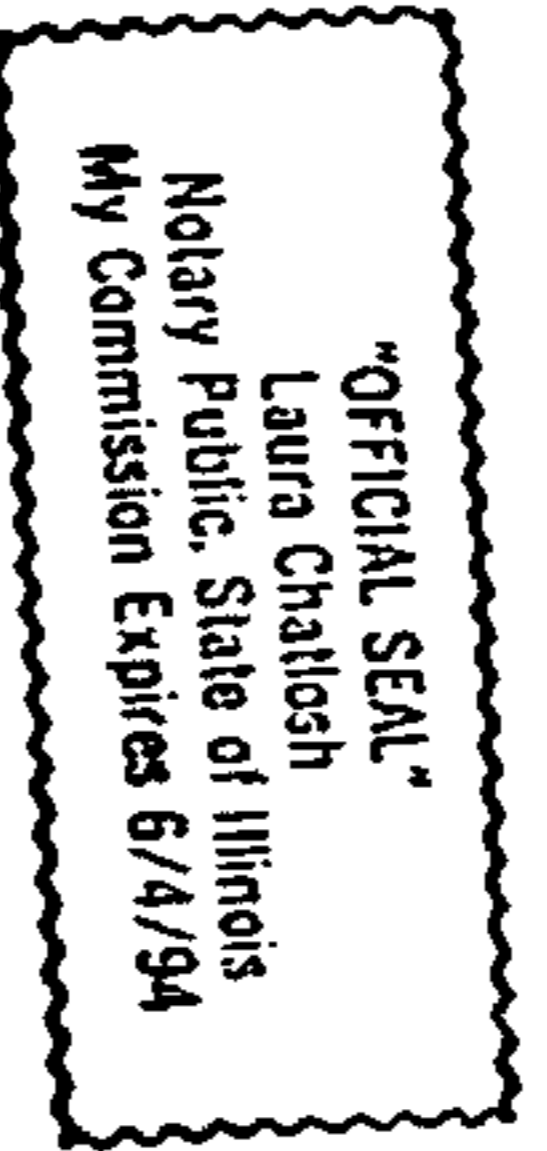 "OFFICIAL SEAL"
Laura Chatlosh
Notary Public, State of Illinois
My Commission Expires 6/4/94